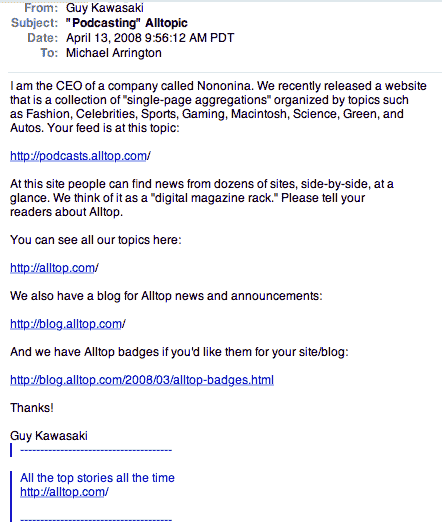 From: Guy Kawasaki
Subject: "Podcasting" Alltopic
Date: April 13, 2008 9:56:12 AM PDT
To: Michael Arrington
I am the CEO of a company called Nononina. We recently released a website
that is a collection of "single-page aggregations" organized by topics such
as Fashion, Celebrities, Sports, Gaming, Macintosh, Science, Green, and
Autos. Your feed is at this topic:
http://podcasts.alltop.com/
At this site people can find news from dozens of sites, side-by-side, at a
glance. We think of it as a "digital magazine rack." Please tell your
readers about Alltop.
You can see all our topics here:
http://alltop.com/
We also have a blog for Alltop news and announcements:
http://blog.alltop.com/
And we have Alltop badges if you'd like them for your site/blog:
http://blog.alltop.com/2008/03/alltop-badges.html
Thanks!
Guy Kawasaki
--------------------------------------
All the top stories all the time
http://alltop.com/
--------------------------------------